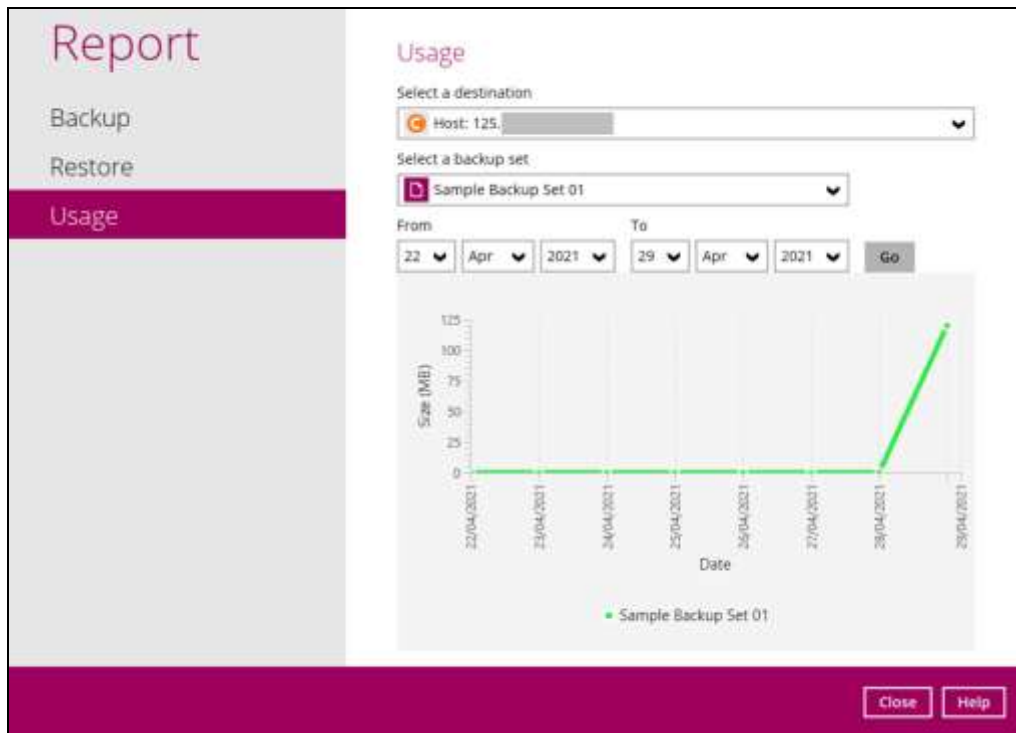 Report
Backup
Restore
Usage
Usage
Select a destination
Host: 125.
Select a backup set
Sample Backup Set 01
From To
22 Apr 2021 29 Apr 2021 Go
125
100
75
50
25
0
Size (MB)
22/04/2021 23/04/2021 24/04/2021 25/04/2021 26/04/2021 27/04/2021 28/04/2021 29/04/2021
Date
Sample Backup Set 01
Close Help